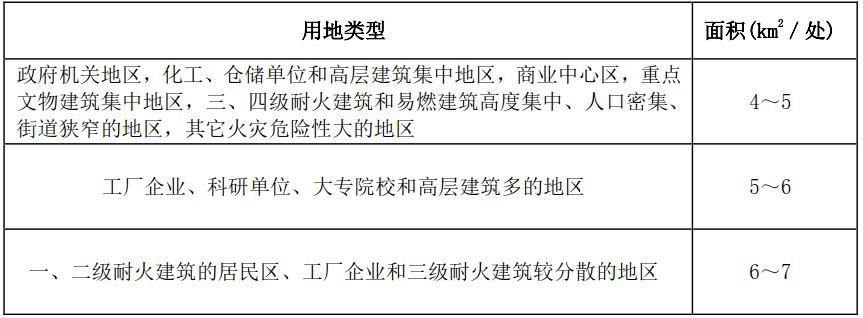 用地类型
面积(km²／处)
政府机关地区，化工、仓储单位和高层建筑集中地区，商业中心区，重点
文物建筑集中地区，三、四级耐火建筑和易燃建筑高度集中、人口密集、
街道狭窄的地区，其它火灾危险性大的地区
4～5
工厂企业、科研单位、大专院校和高层建筑多的地区
5～6
一、二级耐火建筑的居民区、工厂企业和三级耐火建筑较分散的地区
6～7